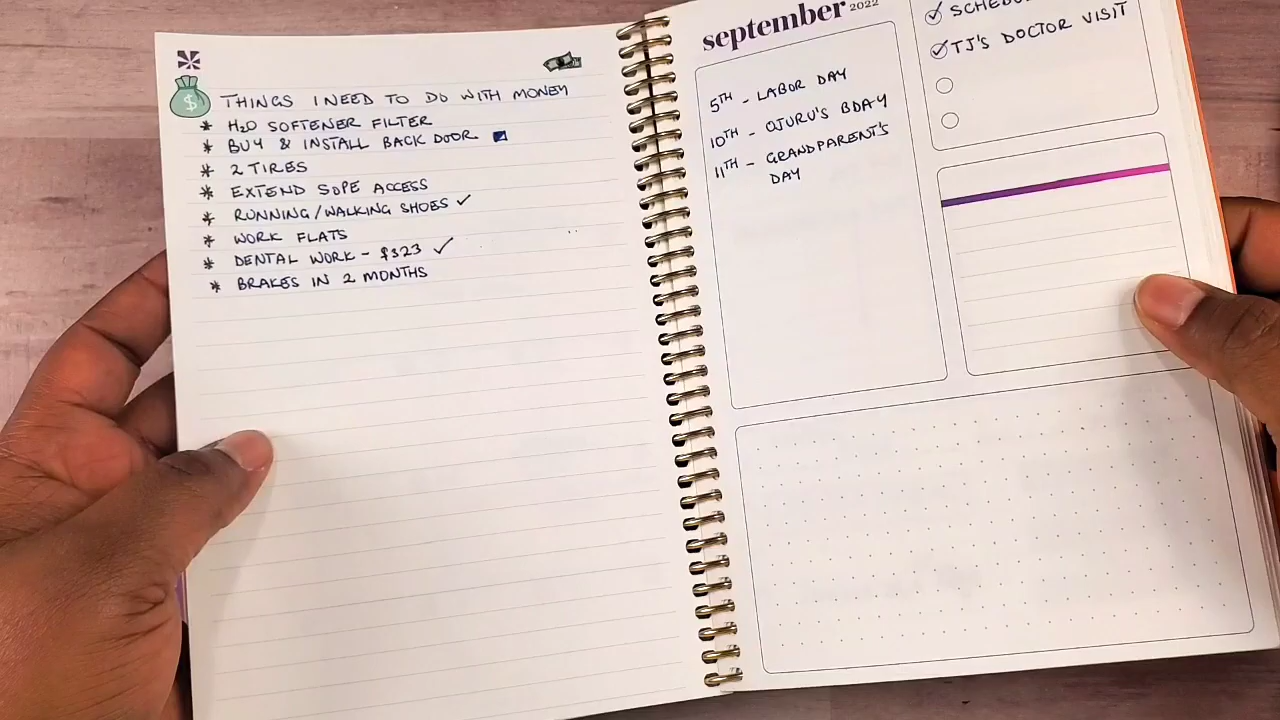 THINGS I NEED TO DO WITH MONEY
* H2O SOFTENER FILTER
* BUY & INSTALL BACK DOOR
* 2 TIRES
* EXTEND SDPE ACCESS
* RUNNING/WALKING SHOES ✓
* WORK FLATS
* DENTAL WORK - $323 ✓
* BRAKES IN 2 MONTHS
september 2022
5TH - LABOR DAY
10TH - OJURU'S BDAY
11TH - GRANDPARENT'S
DAY
TJ'S DOCTOR VISIT